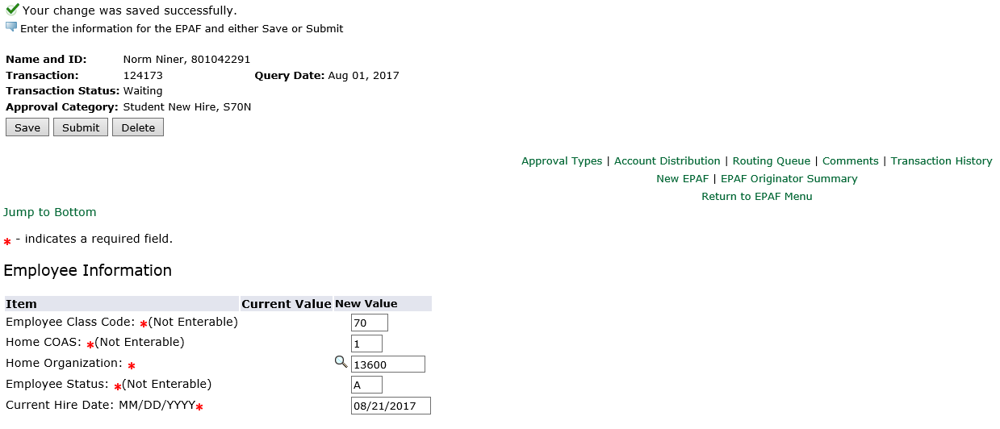 Your change was saved successfully.
Enter the information for the EPAF and either Save or Submit
Name and ID: Norm Niner, 801042291
Transaction: 124173 Query Date: Aug 01, 2017
Transaction Status: Waiting
Approval Category: Student New Hire, S70N
Save Submit Delete
Approval Types | Account Distribution | Routing Queue | Comments | Transaction History
New EPAF | EPAF Originator Summary
Return to EPAF Menu
Jump to Bottom
* - indicates a required field.
Employee Information
Item Current Value New Value
Employee Class Code: *(Not Enterable) 70
Home COAS: *(Not Enterable) 1
Home Organization: * 13600
Employee Status: *(Not Enterable) A
Current Hire Date: MM/DD/YYYY* 08/21/2017